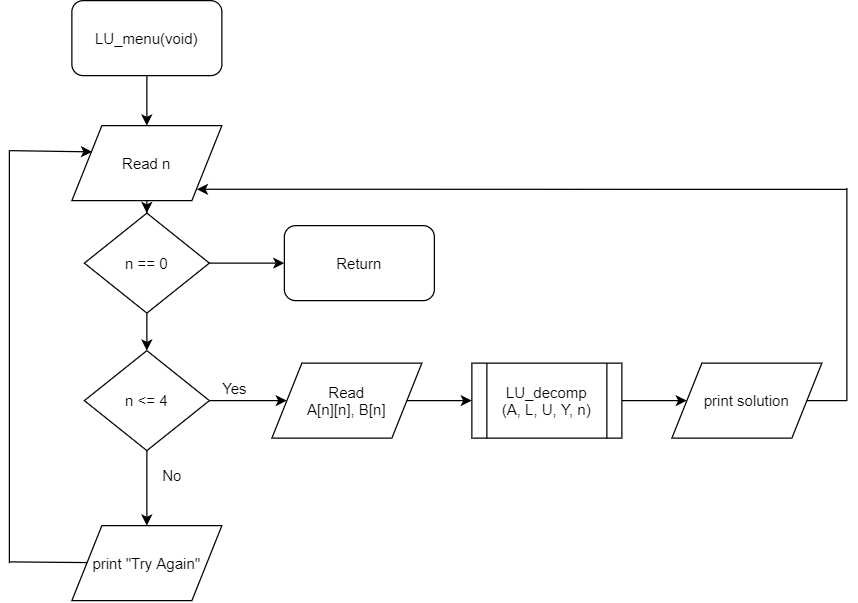 LU_menu(void)
Read n
n == 0
Return
n <= 4
Yes
Read
A[n][n], B[n]
LU_decomp
(A, L, U, Y, n)
print solution
No
print "Try Again"